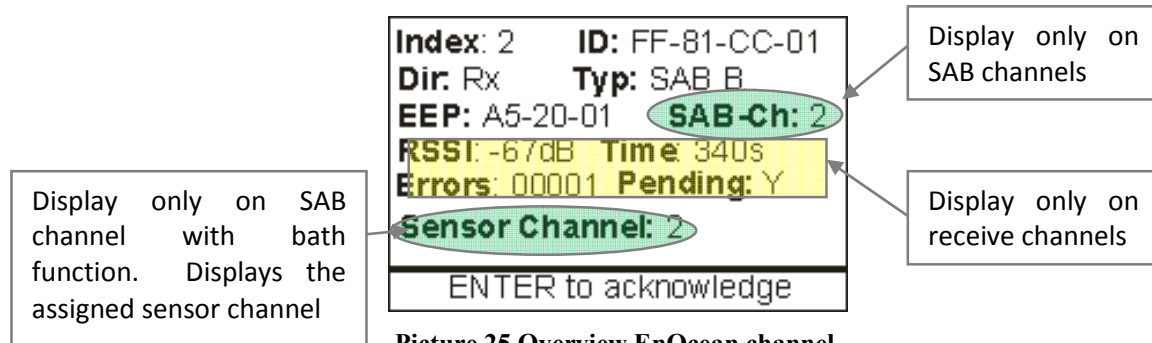 Index: 2 ID: FF-81-CC-01
Dir: Rx Typ: SAB B
EEP: A5-20-01 SAB-Ch: 2
RSSI: -67dB Time: 340s
Errors: 00001 Pending: Y
Sensor Channel: 2
ENTER to acknowledge
Display only on
SAB channels
Display only on
receive channels
Display only on SAB
channel with bath
function. Displays the
assigned sensor channel
Picture 25 Overview EnOcean channel